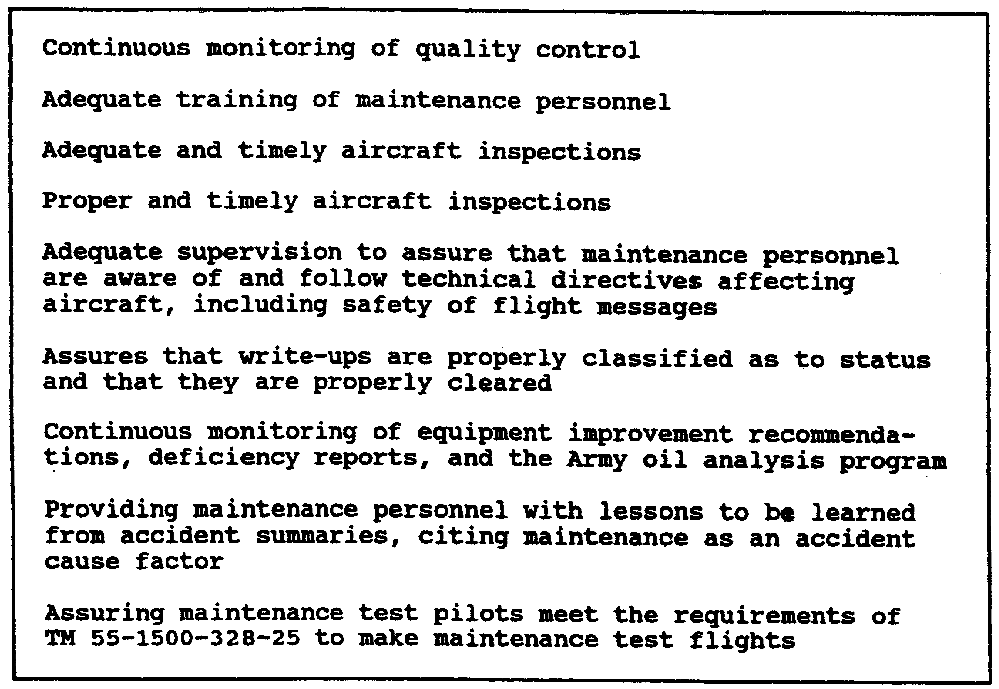 Continuous monitoring of quality control
Adequate training of maintenance personnel
Adequate and timely aircraft inspections
Proper and timely aircraft inspections
Adequate supervision to assure that maintenance personnel
are aware of and follow technical directives affecting
aircraft, including safety of flight messages
Assures that write-ups are properly classified as to status
and that they are properly cleared
Continuous monitoring of equipment improvement recommenda-
tions, deficiency reports, and the Army oil analysis program
Providing maintenance personnel with lessons to be learned
from accident summaries, citing maintenance as an accident
cause factor
Assuring maintenance test pilots meet the requirements of
TM 55-1500-328-25 to make maintenance test flights